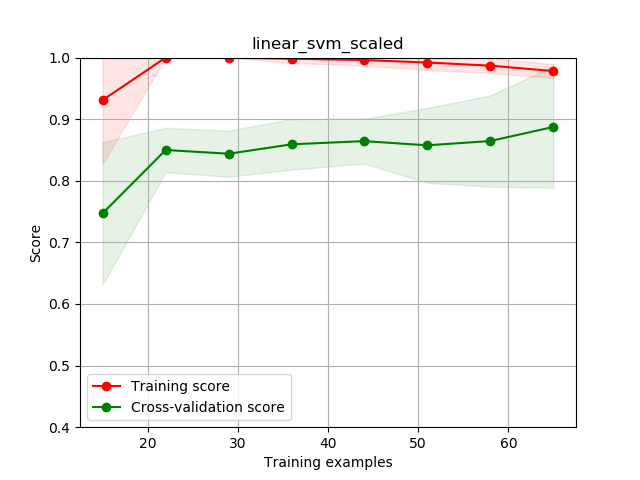 linear_svm_scaled
1.0
0.9
0.8
0.7
0.6
0.5
0.4
Score
Training score
Cross-validation score
20 30 40 50 60
Training examples